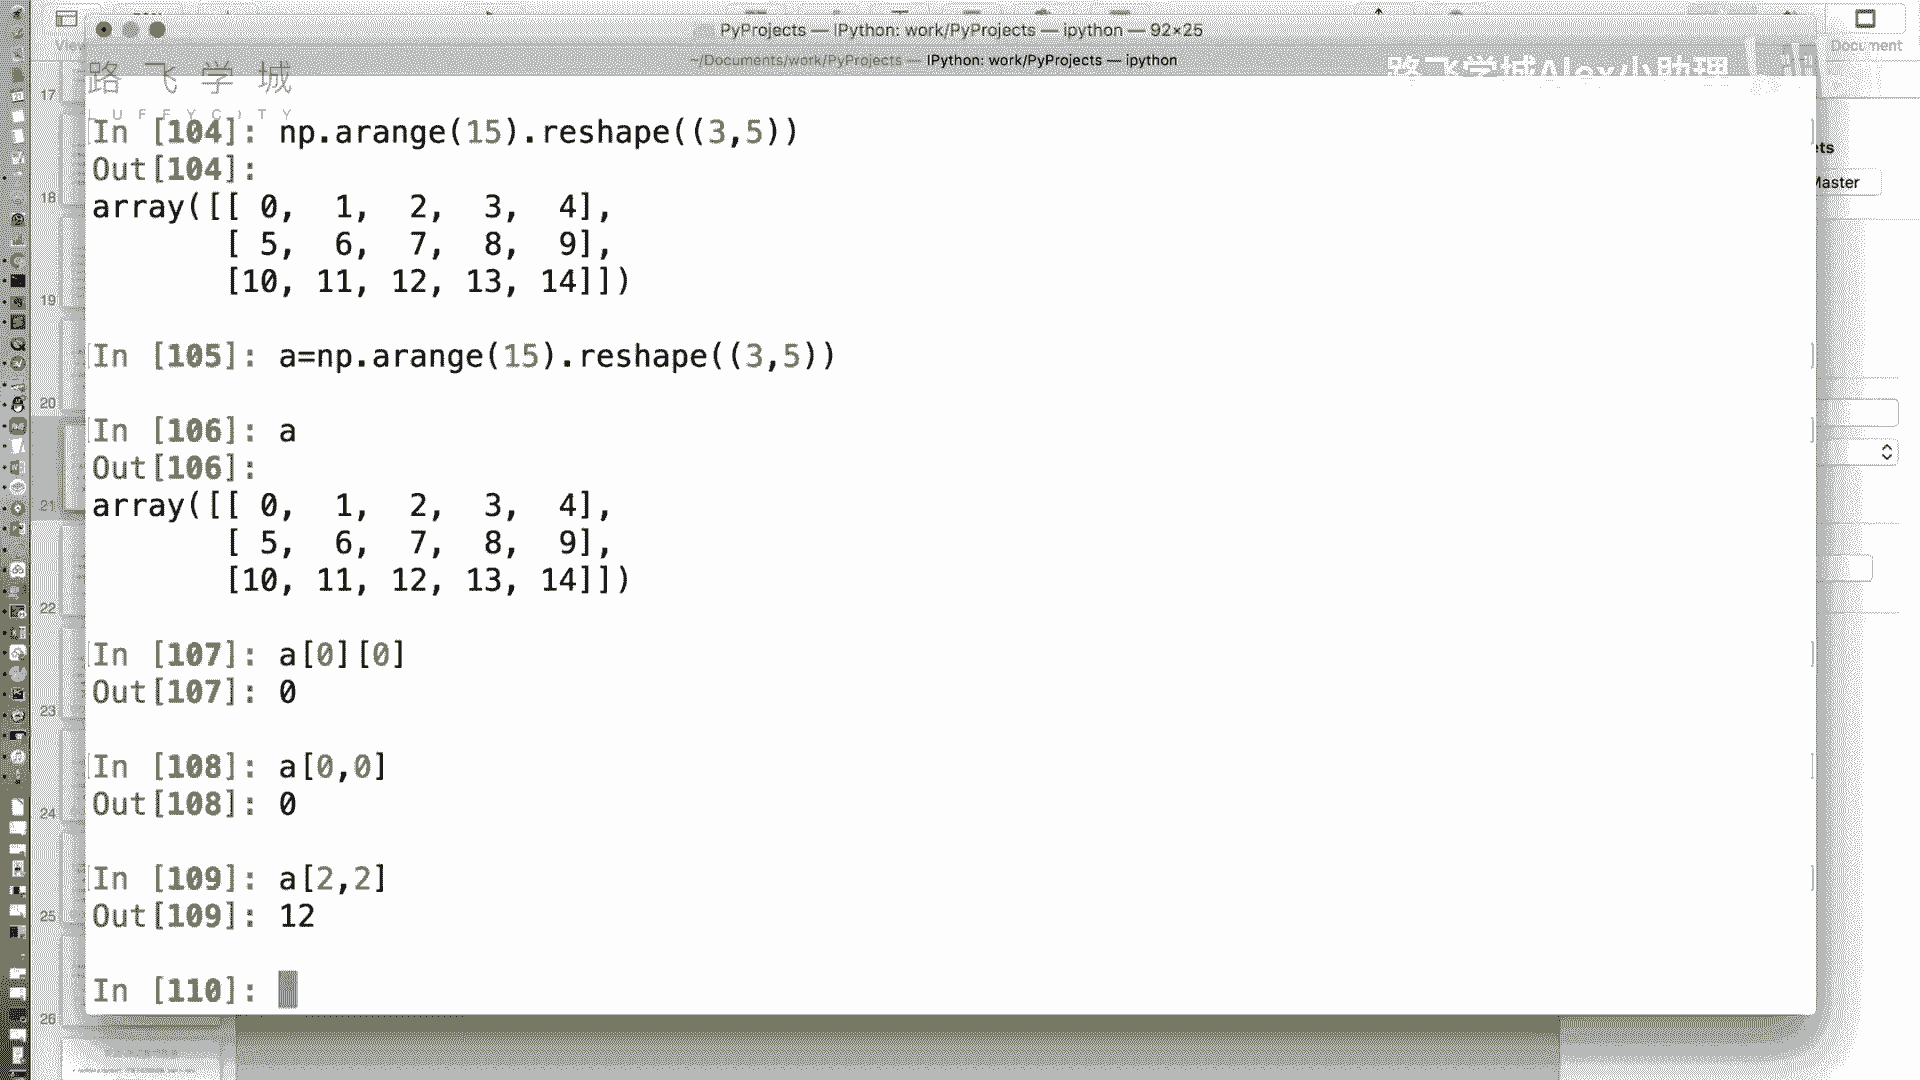 PyProjects — IPython: work/PyProjects — ipython — 92×25
~/Documents/work/PyProjects — IPython: work/PyProjects — ipython
View
Document
路飞学城
LUFFYCITY
路飞学城Alex小助理
In [104]: np.arange(15).reshape((3,5))
Out[104]:
array([[ 0,  1,  2,  3,  4],
       [ 5,  6,  7,  8,  9],
       [10, 11, 12, 13, 14]])
In [105]: a=np.arange(15).reshape((3,5))
In [106]: a
Out[106]:
array([[ 0,  1,  2,  3,  4],
       [ 5,  6,  7,  8,  9],
       [10, 11, 12, 13, 14]])
In [107]: a[0][0]
Out[107]: 0
In [108]: a[0,0]
Out[108]: 0
In [109]: a[2,2]
Out[109]: 12
In [110]:
17
18
19
20
21
22
23
24
25
26
ets
Master